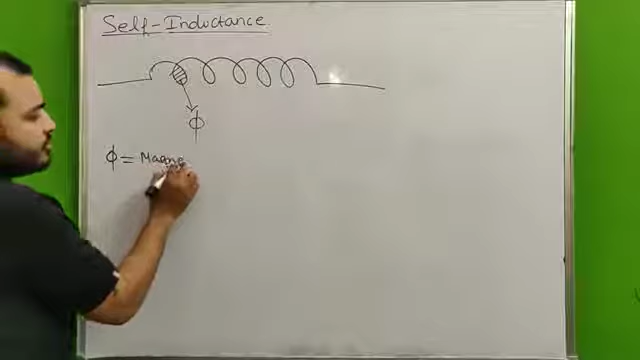 Self-Inductance
ϕ
ϕ = Magne